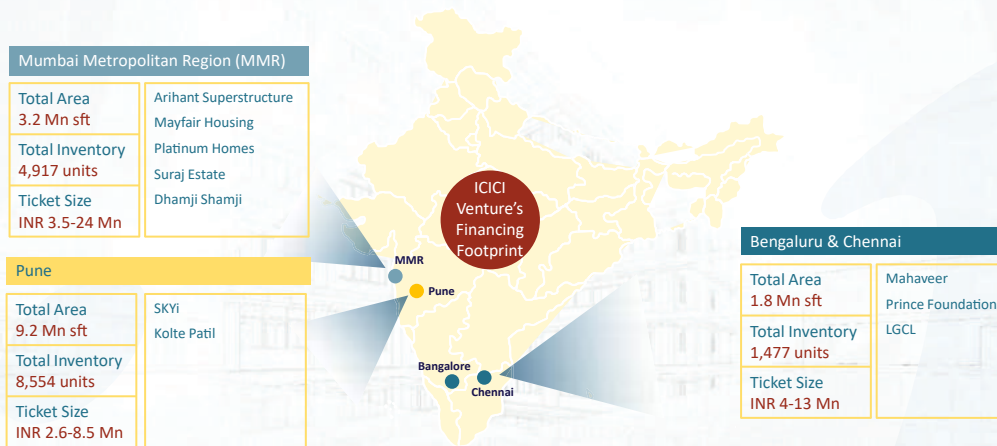 Mumbai Metropolitan Region (MMR)
Total Area
3.2 Mn sft
Total Inventory
4,917 units
Ticket Size
INR 3.5-24 Mn
Arihant Superstructure
Mayfair Housing
Platinum Homes
Suraj Estate
Dhamji Shamji
ICICI
Venture's
Financing
Footprint
MMR
Pune
Bangalore
Chennai
Pune
Total Area
9.2 Mn sft
Total Inventory
8,554 units
Ticket Size
INR 2.6-8.5 Mn
SKYi
Kolte Patil
Bengaluru & Chennai
Total Area
1.8 Mn sft
Total Inventory
1,477 units
Ticket Size
INR 4-13 Mn
Mahaveer
Prince Foundation
LGCL